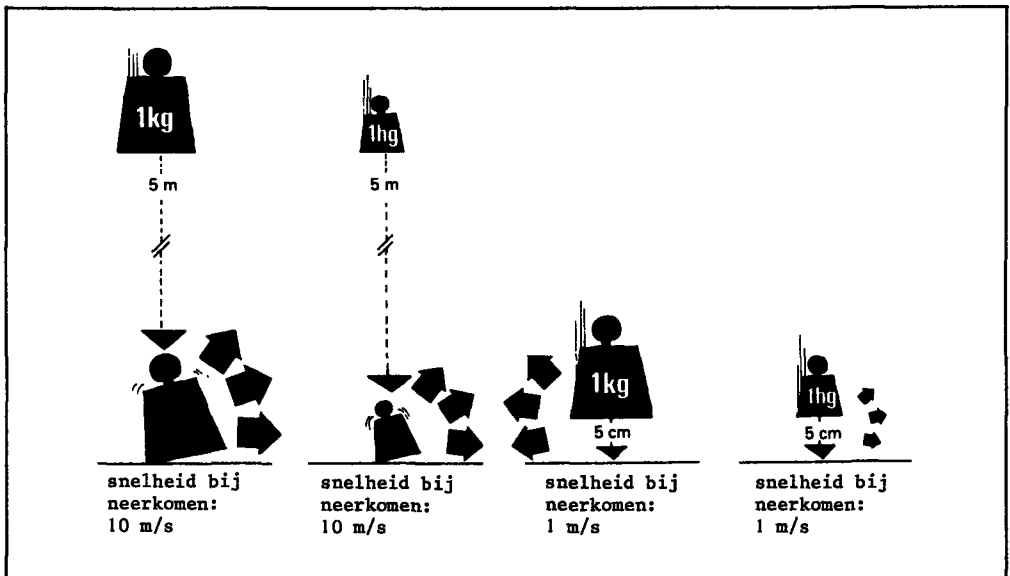 1kg
5 m
snelheid bij
neerkomen:
10 m/s
1hg
5 m
snelheid bij
neerkomen:
10 m/s
1kg
5 cm
snelheid bij
neerkomen:
1 m/s
1hg
5 cm
snelheid bij
neerkomen:
1 m/s